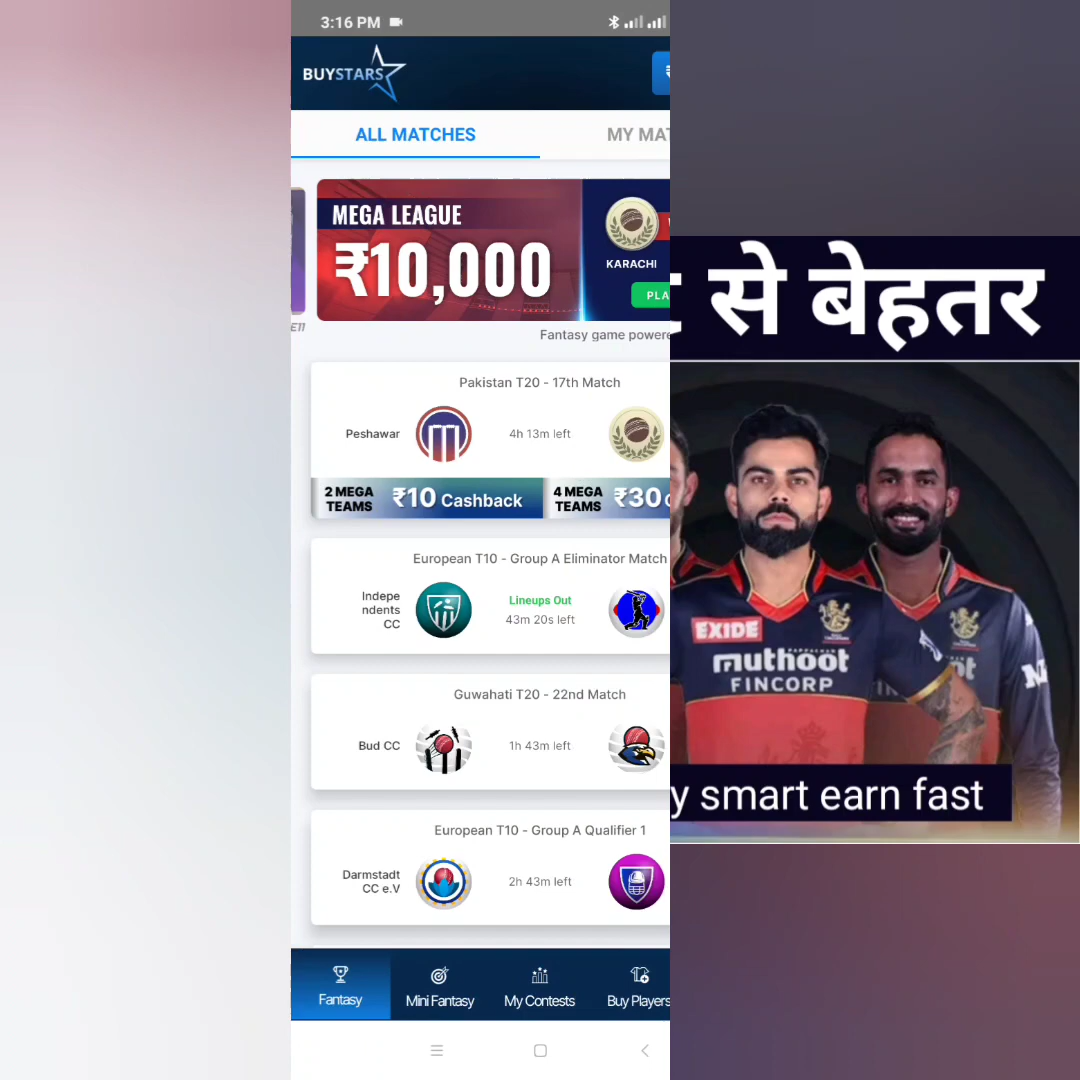 3:16 PM
BUYSTARS
ALL MATCHES
MY MAT
MEGA LEAGUE
₹10,000
KARACHI
PLA
E11
Fantasy game powere
Pakistan T20 - 17th Match
Peshawar
4h 13m left
2 MEGA TEAMS ₹10 Cashback
4 MEGA TEAMS ₹30 c
European T10 - Group A Eliminator Match
Indepe
ndents
CC
Lineups Out
43m 20s left
Guwahati T20 - 22nd Match
Bud CC
1h 43m left
European T10 - Group A Qualifier 1
Darmstadt
CC e.V
2h 43m left
Fantasy
Mini Fantasy
My Contests
Buy Players
से बेहतर
EXIDE
muthoot
FINCORP
y smart earn fast